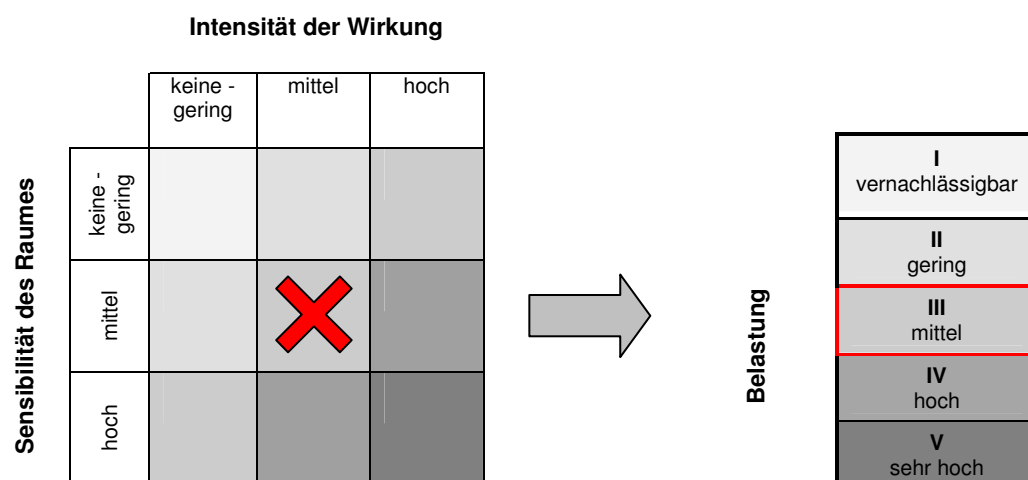 Intensität der Wirkung
keine -
gering
mittel
hoch
Sensibilität des Raumes
keine -
gering
mittel
hoch
Belastung
I
vernachlässigbar
II
gering
III
mittel
IV
hoch
V
sehr hoch